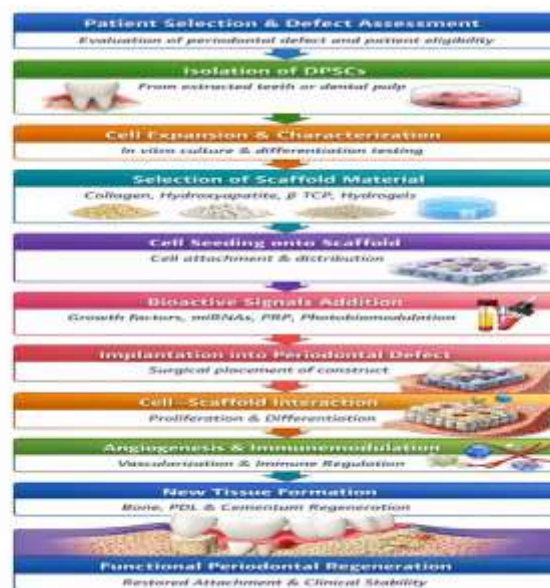 Patient Selection & Defect Assessment
Evaluation of periodontal defect and patient eligibility
Isolation of DPSCs
From extracted teeth or dental pulp
Cell Expansion & Characterization
In vitro culture & differentiation testing
Selection of Scaffold Material
Collagen, Hydroxyapatite, β TCP, Hydrogels
Cell Seeding onto Scaffold
Cell attachment & distribution
Bioactive Signals Addition
Growth factors, miRNAs, PRP, Photobiomodulation
Implantation into Periodontal Defect
Surgical placement of construct
Cell–Scaffold Interaction
Proliferation & Differentiation
Angiogenesis & Immunemodulation
Vascularization & Immune Regulation
New Tissue Formation
Bone, PDL & Cementum Regeneration
Functional Periodontal Regeneration
Restored Attachment & Clinical Stability